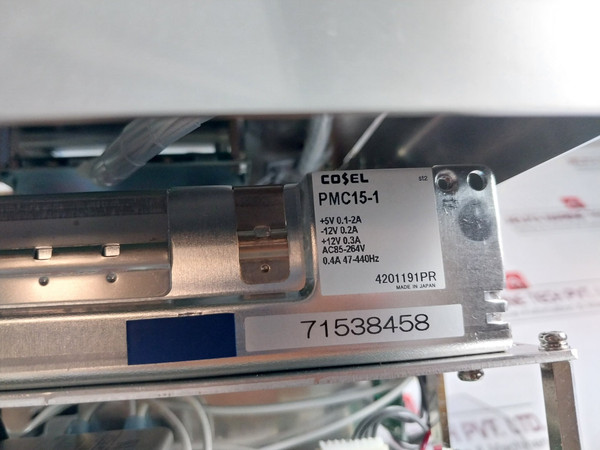 COSEL
PMC15-1
+5V 0.1-2A
-12V 0.2A
+12V 0.3A
AC85-264V
0.4A 47-440Hz
4201191PR
MADE IN JAPAN
71538458